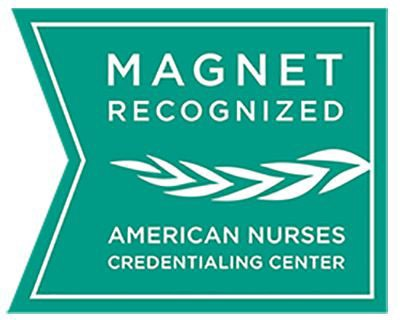 MAGNET
RECOGNIZED
AMERICAN NURSES
CREDENTIALING CENTER